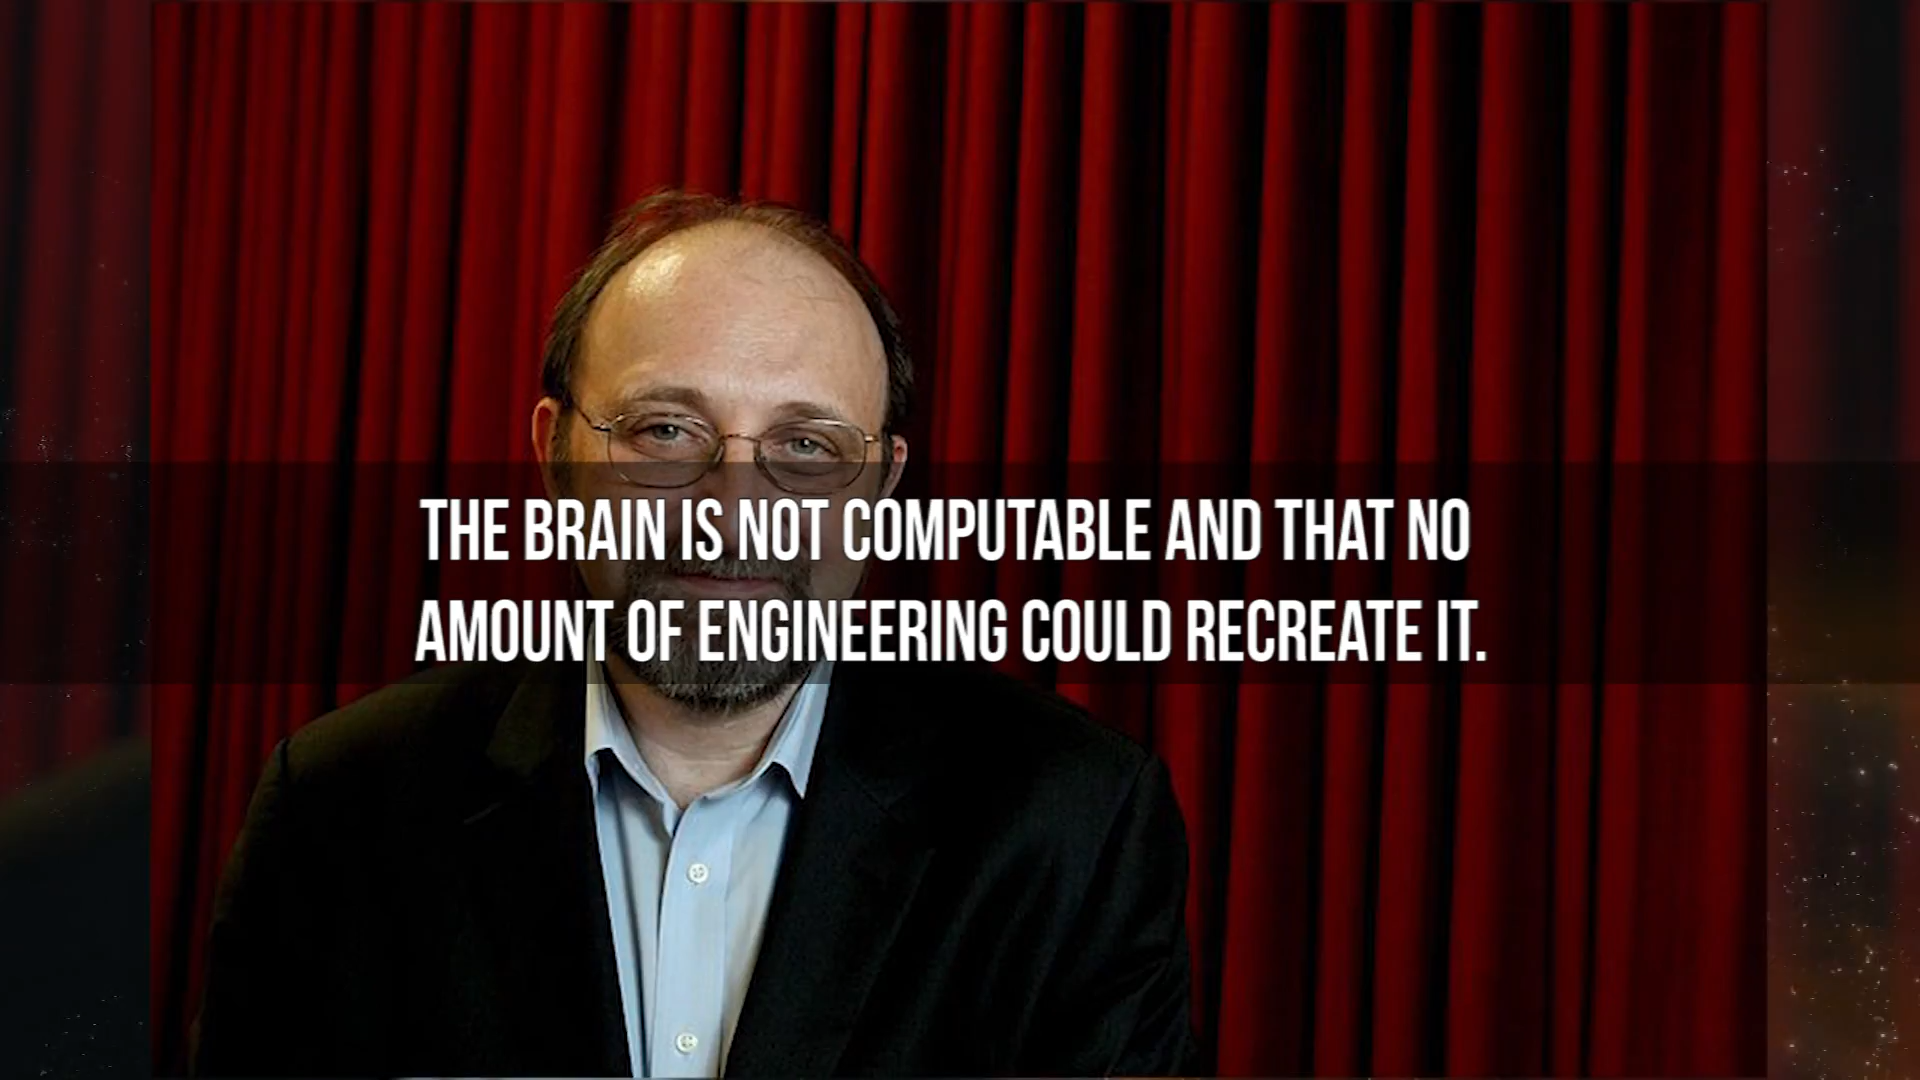 THE BRAIN IS NOT COMPUTABLE AND THAT NO
AMOUNT OF ENGINEERING COULD RECREATE IT.